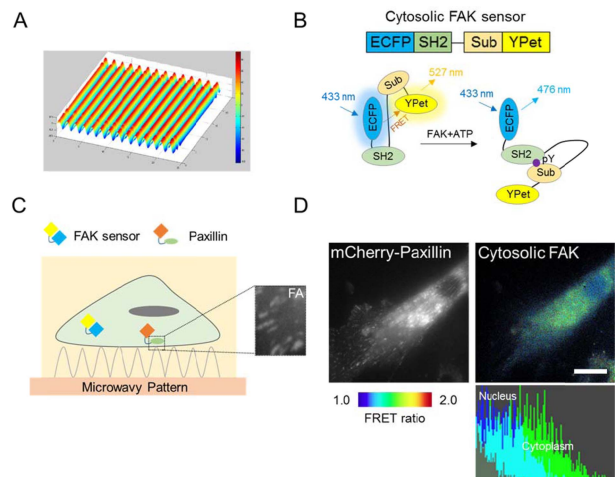 A
B
Cytosolic FAK sensor
ECFP SH2 Sub YPet
Sub
527 nm
433 nm
YPet
ECFP
FRET
SH2
FAK+ATP
433 nm
476 nm
ECFP
SH2
pY
Sub
YPet
C
FAK sensor
Paxillin
FA
Microwavy Pattern
D
mCherry-Paxillin
Cytosolic FAK
1.0
2.0
FRET ratio
Nucleus
Cytoplasm